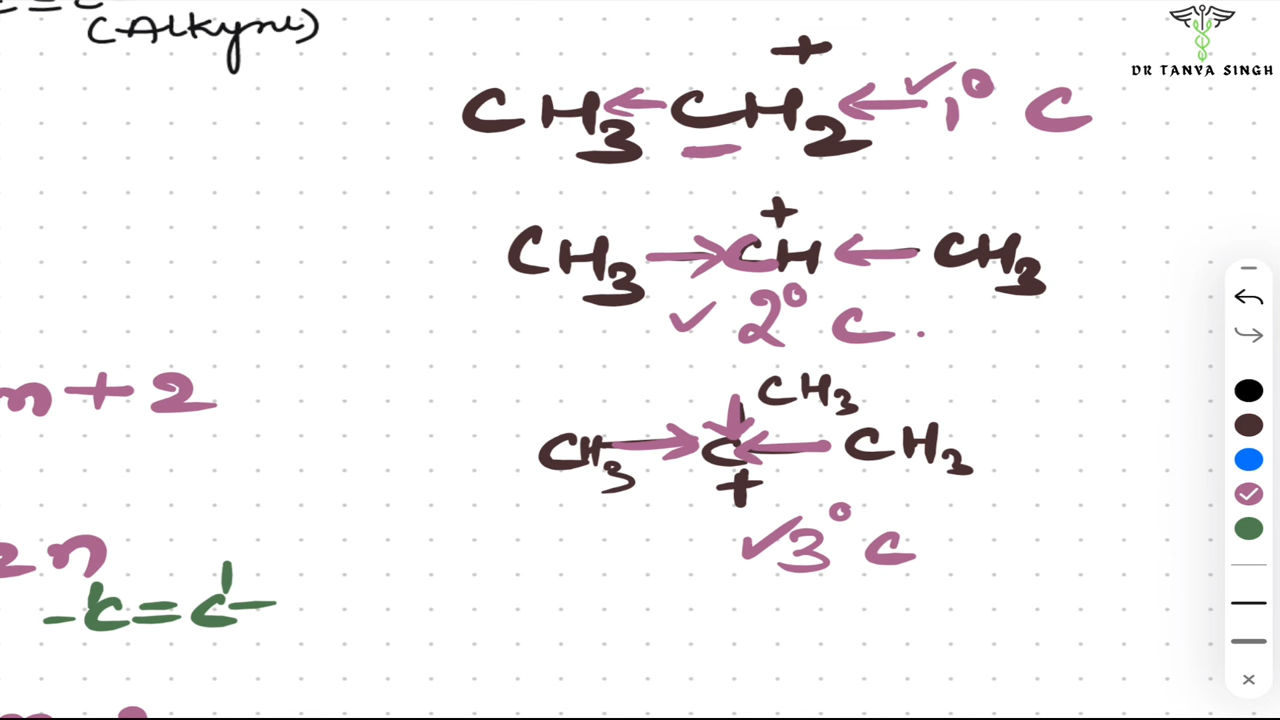 (Alkyne)
DR TANYA SINGH
+
CH3 ← CH2 ← ✓ 1° C
+
CH3 → CH ← CH3
✓ 2° C.
n + 2
CH3
CH3 → C ← CH3
+
✓ 3° C
2n
-C=C-